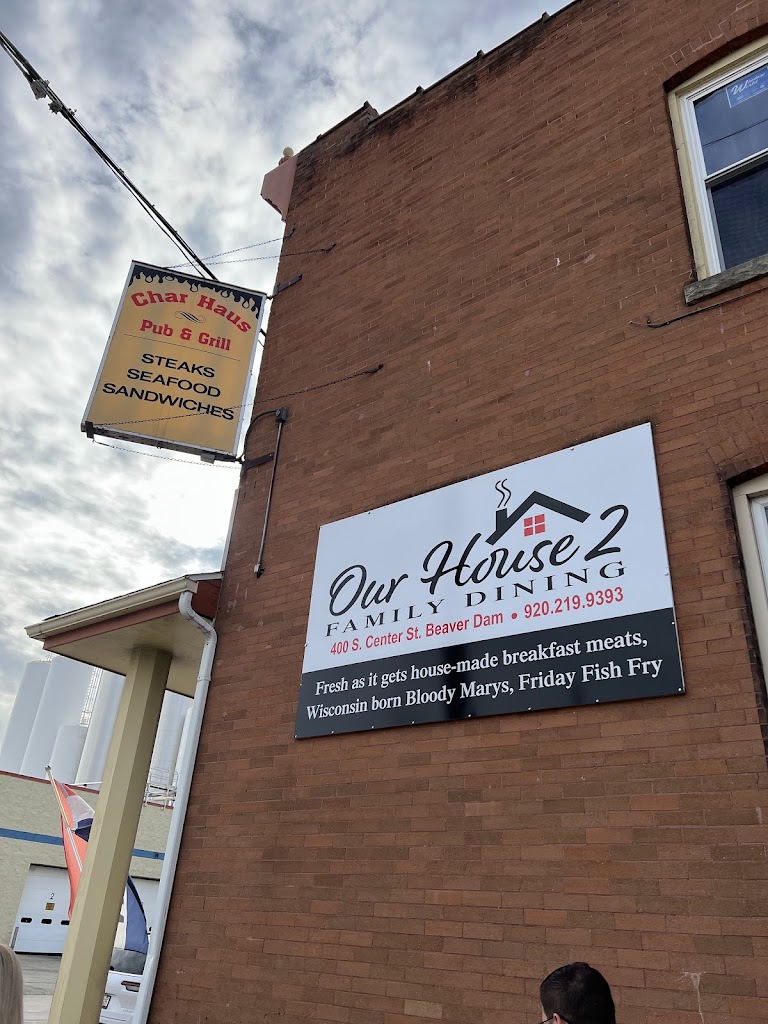 Char Haus
Pub & Grill
STEAKS
SEAFOOD
SANDWICHES
Our House 2
FAMILY DINING
400 S. Center St. Beaver Dam • 920.219.9393
Fresh as it gets house-made breakfast meats,
Wisconsin born Bloody Marys, Friday Fish Fry
2